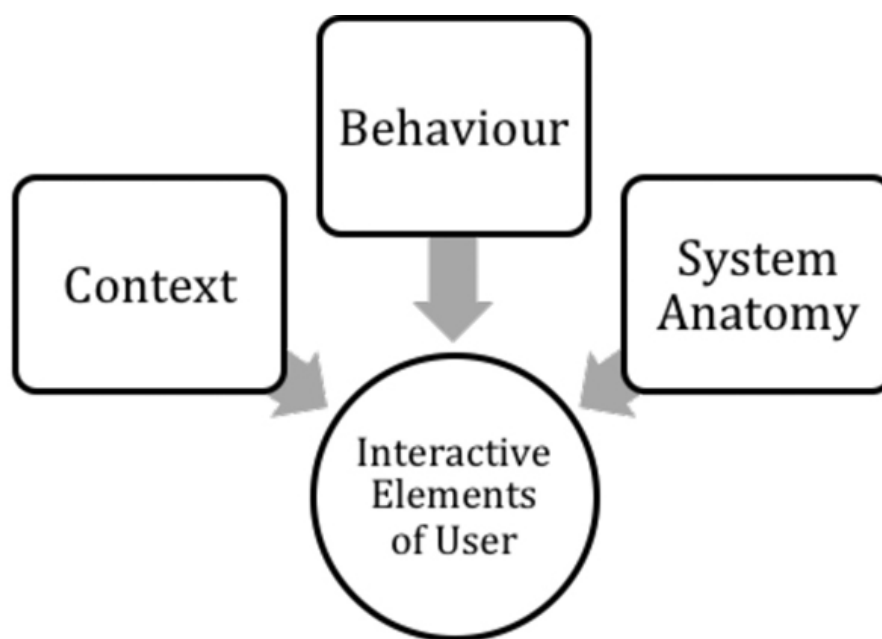 Behaviour
Context
System
Anatomy
Interactive
Elements
of User